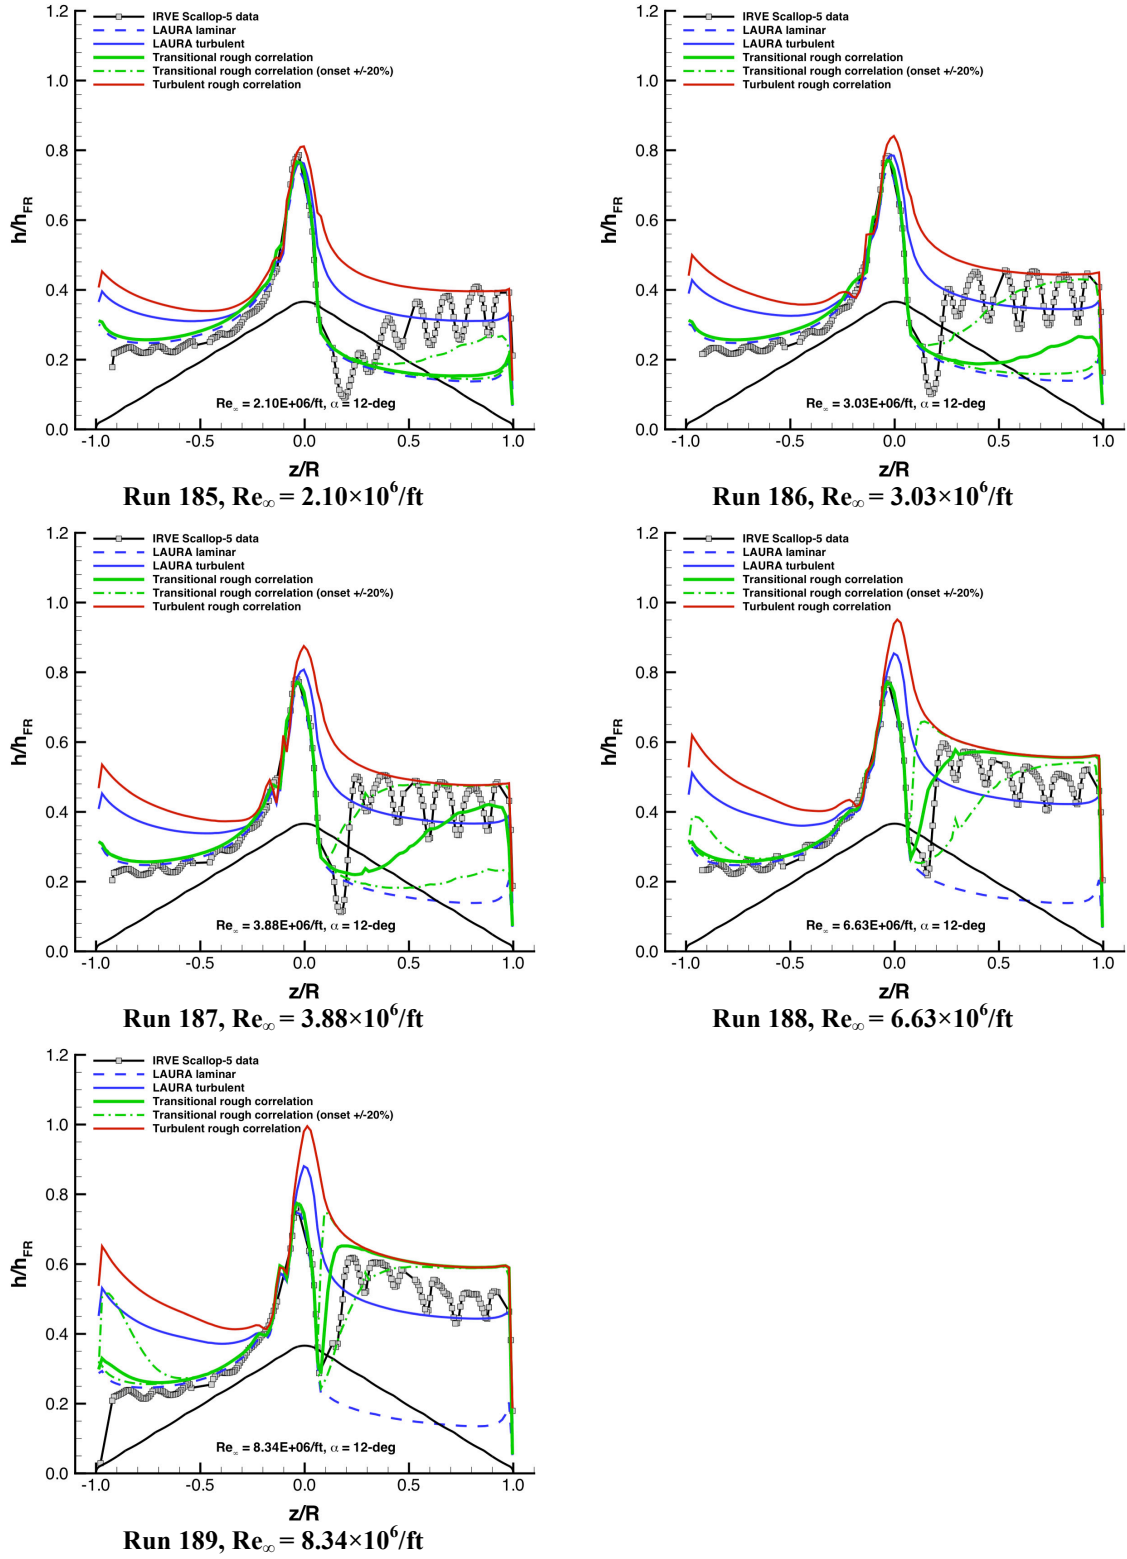 IRVE Scallop-5 data
LAURA laminar
LAURA turbulent
Transitional rough correlation
Transitional rough correlation (onset +/-20%)
Turbulent rough correlation
1.2
1.0
0.8
0.6
0.4
0.2
0.0
h/h_FR
Re∞ = 2.10E+06/ft, α = 12-deg
-1.0 -0.5 0.0 0.5 1.0
z/R
Run 185, Re∞ = 2.10×10⁶/ft
IRVE Scallop-5 data
LAURA laminar
LAURA turbulent
Transitional rough correlation
Transitional rough correlation (onset +/-20%)
Turbulent rough correlation
1.2
1.0
0.8
0.6
0.4
0.2
0.0
h/h_FR
Re∞ = 3.03E+06/ft, α = 12-deg
-1.0 -0.5 0.0 0.5 1.0
z/R
Run 186, Re∞ = 3.03×10⁶/ft
IRVE Scallop-5 data
LAURA laminar
LAURA turbulent
Transitional rough correlation
Transitional rough correlation (onset +/-20%)
Turbulent rough correlation
1.2
1.0
0.8
0.6
0.4
0.2
0.0
h/h_FR
Re∞ = 3.88E+06/ft, α = 12-deg
-1.0 -0.5 0.0 0.5 1.0
z/R
Run 187, Re∞ = 3.88×10⁶/ft
IRVE Scallop-5 data
LAURA laminar
LAURA turbulent
Transitional rough correlation
Transitional rough correlation (onset +/-20%)
Turbulent rough correlation
1.2
1.0
0.8
0.6
0.4
0.2
0.0
h/h_FR
Re∞ = 6.63E+06/ft, α = 12-deg
-1.0 -0.5 0.0 0.5 1.0
z/R
Run 188, Re∞ = 6.63×10⁶/ft
IRVE Scallop-5 data
LAURA laminar
LAURA turbulent
Transitional rough correlation
Transitional rough correlation (onset +/-20%)
Turbulent rough correlation
1.2
1.0
0.8
0.6
0.4
0.2
0.0
h/h_FR
Re∞ = 8.34E+06/ft, α = 12-deg
-1.0 -0.5 0.0 0.5 1.0
z/R
Run 189, Re∞ = 8.34×10⁶/ft